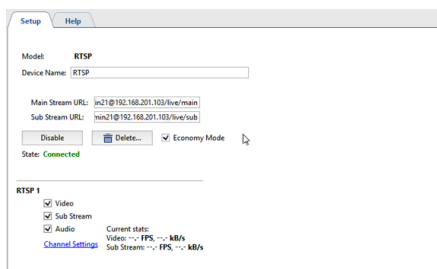 Setup Help
Model: RTSP
Device Name: RTSP
Main Stream URL: in21@192.168.201.103/live/main
Sub Stream URL: min21@192.168.201.103/live/sub
Disable Delete... Economy Mode
State: Connected
RTSP 1
Video
Sub Stream
Audio Current stats:
Video: --.- FPS, --.- kB/s
Channel Settings Sub Stream: --.- FPS, --.- kB/s